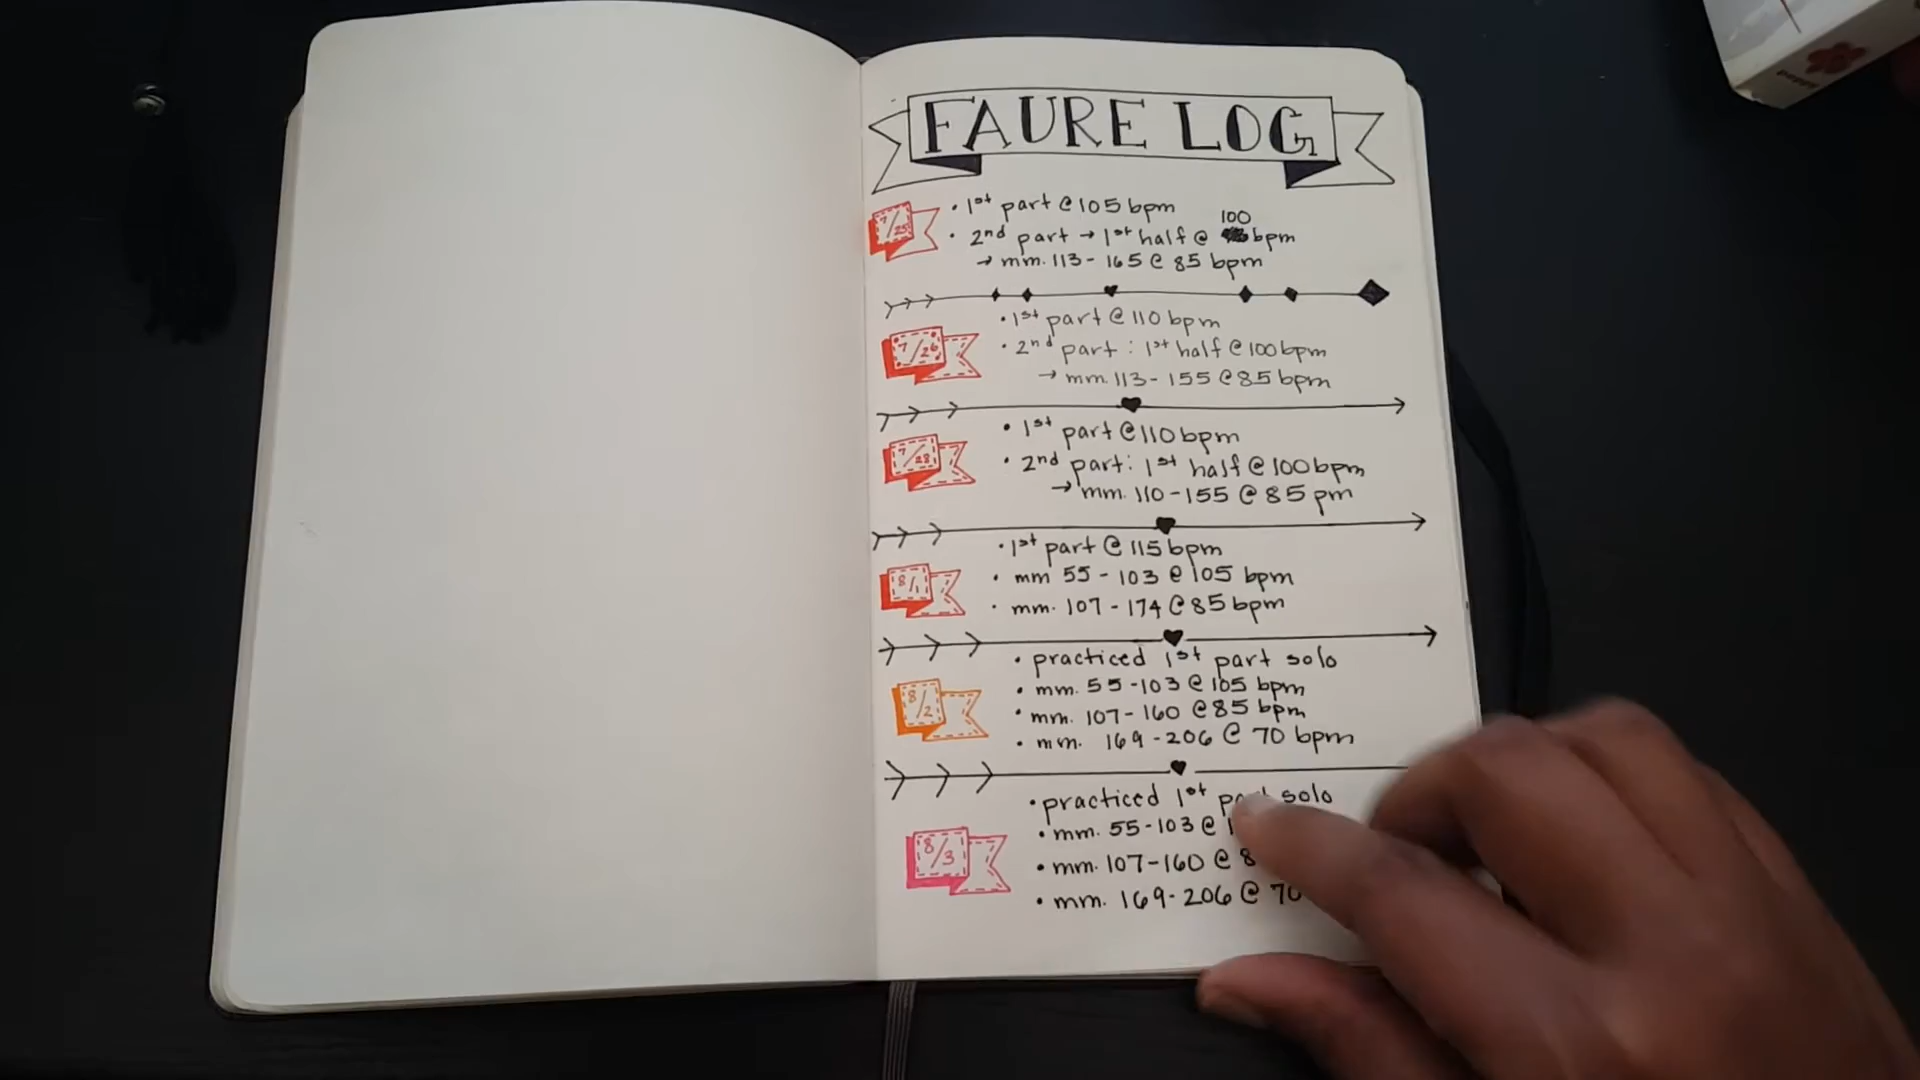 FAURE LOG
7/25
• 1st part @ 105 bpm
100
• 2nd part → 1st half @ bpm
→ mm. 113 - 165 @ 85 bpm
7/26
• 1st part @ 110 bpm
• 2nd part : 1st half @ 100 bpm
→ mm. 113 - 155 @ 85 bpm
7/28
• 1st part @ 110 bpm
• 2nd part: 1st half @ 100 bpm
→ mm. 110 - 155 @ 85 pm
8/1
• 1st part @ 115 bpm
• mm 55 - 103 @ 105 bpm
• mm. 107 - 174 @ 85 bpm
8/2
• practiced 1st part solo
• mm. 55 - 103 @ 105 bpm
• mm. 107 - 160 @ 85 bpm
• mm. 169 - 206 @ 70 bpm
8/3
• practiced 1st part solo
• mm. 55 - 103 @
• mm. 107 - 160 @ 8
• mm. 169 - 206 @ 70